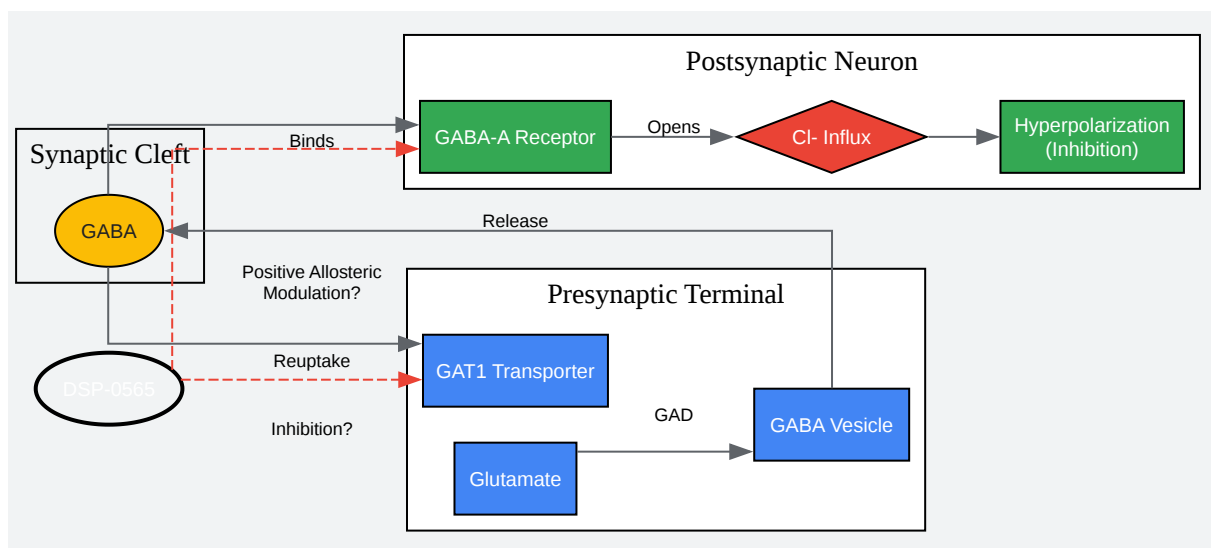 Postsynaptic Neuron
GABA-A Receptor
Opens
Cl- Influx
Hyperpolarization
(Inhibition)
Binds
Synaptic Cleft
GABA
Release
Positive Allosteric
Modulation?
Presynaptic Terminal
GAT1 Transporter
Reuptake
DSP-0565
Inhibition?
GAD
GABA Vesicle
Glutamate